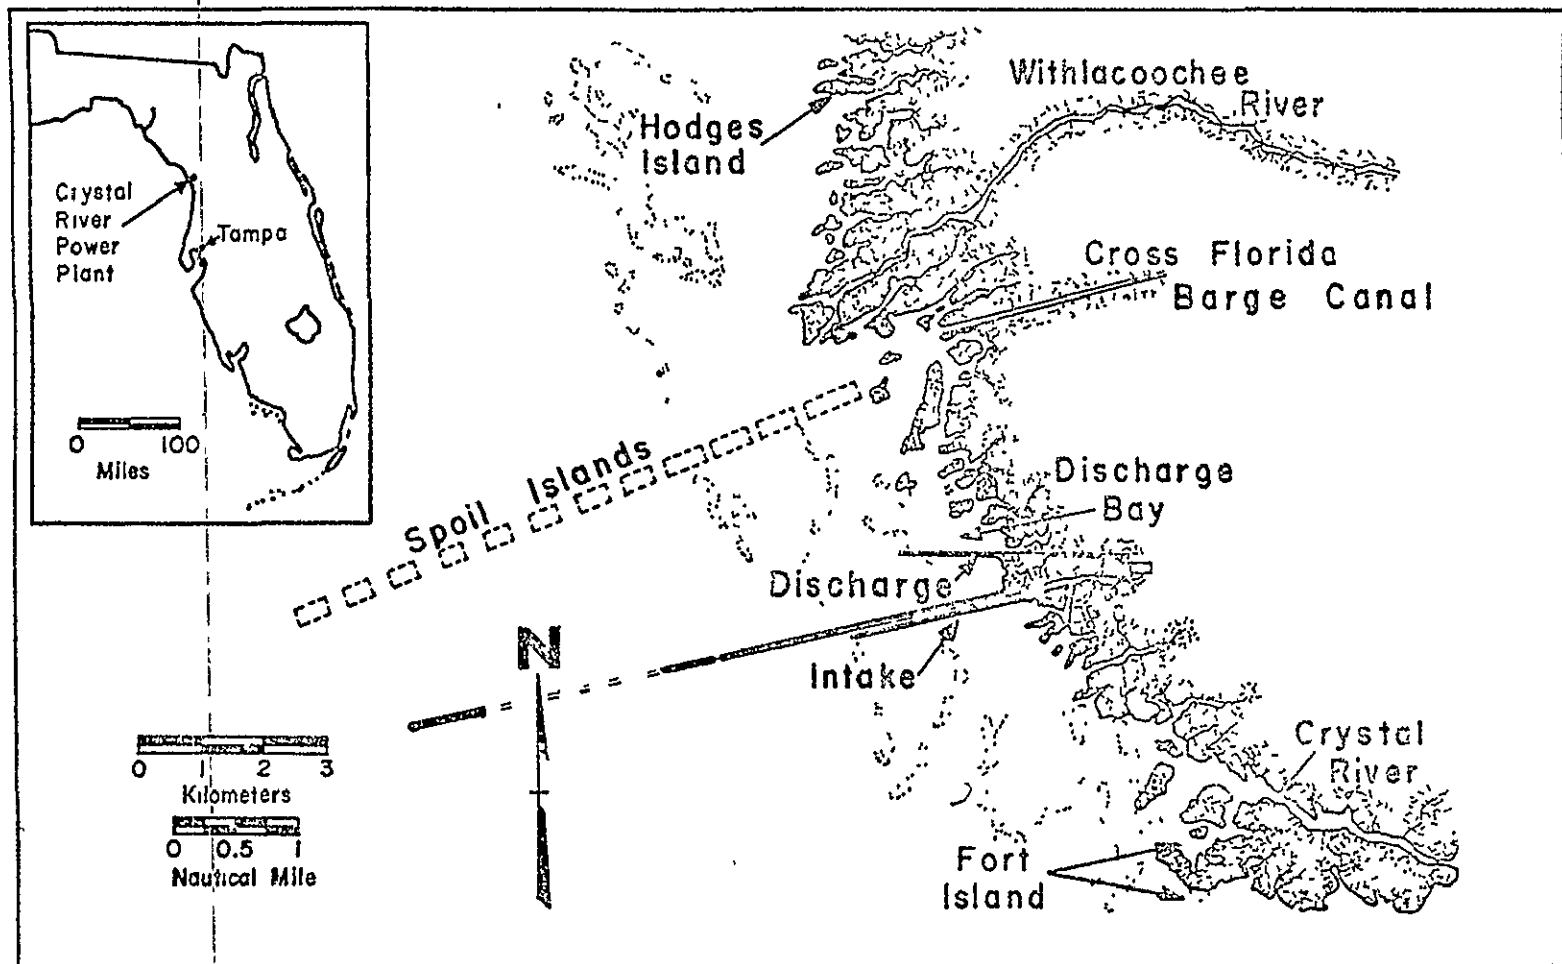 Crystal
River
Power
Plant
Tampa
0 100
Miles
Hodges
Island
Withlacoochee
River
Cross Florida
Barge Canal
Spoil Islands
Discharge
Bay
Discharge
Intake
N
0 1 2 3
Kilometers
0 0.5 1
Nautical Mile
Crystal
River
Fort
Island